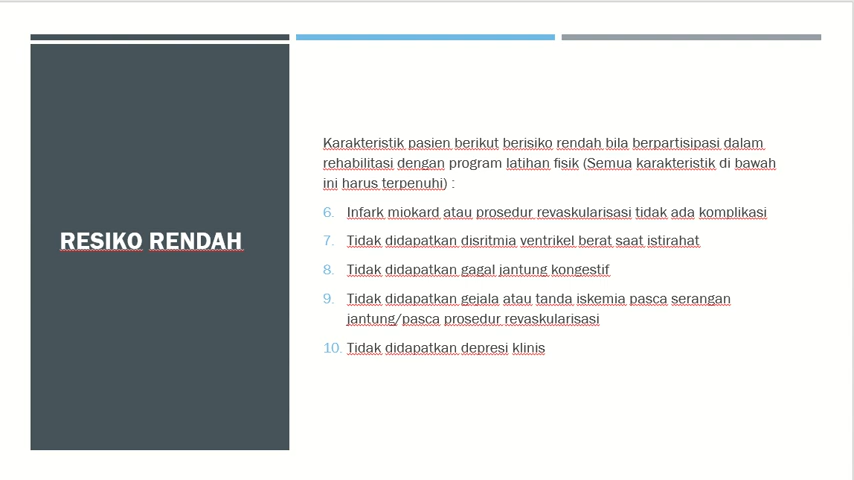 RESIKO RENDAH
Karakteristik pasien berikut berisiko rendah bila berpartisipasi dalam
rehabilitasi dengan program latihan fisik (Semua karakteristik di bawah
ini harus terpenuhi) :
6. Infark miokard atau prosedur revaskularisasi tidak ada komplikasi
7. Tidak didapatkan disritmia ventrikel berat saat istirahat
8. Tidak didapatkan gagal jantung kongestif
9. Tidak didapatkan gejala atau tanda iskemia pasca serangan
jantung/pasca prosedur revaskularisasi
10. Tidak didapatkan depresi klinis